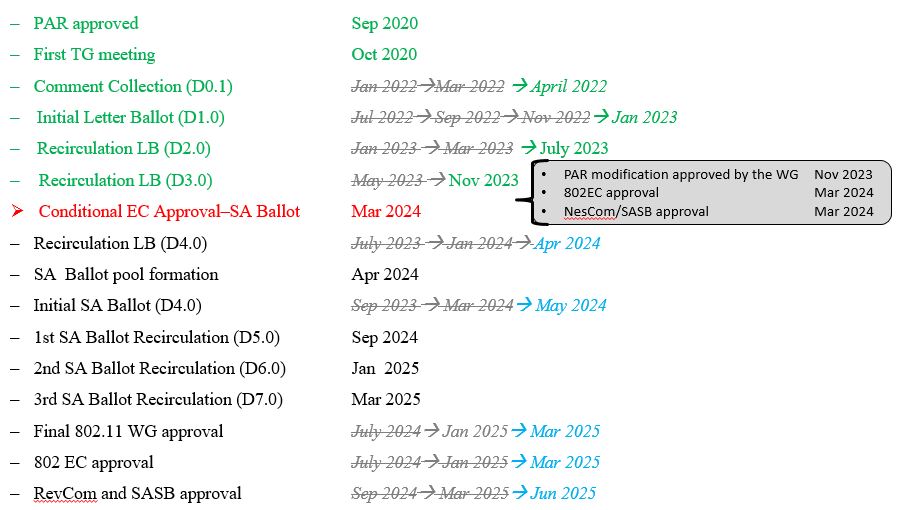 – PAR approved Sep 2020
– First TG meeting Oct 2020
– Comment Collection (D0.1) Jan 2022→Mar 2022 →April 2022
– Initial Letter Ballot (D1.0) Jul 2022→Sep 2022→Nov 2022→Jan 2023
– Recirculation LB (D2.0) Jan 2023→ Mar 2023 →July 2023
– Recirculation LB (D3.0) May 2023 →Nov 2023
• PAR modification approved by the WG Nov 2023
• 802EC approval Mar 2024
• NesCom/SASB approval Mar 2024
➢ Conditional EC Approval–SA Ballot Mar 2024
– Recirculation LB (D4.0) July 2023 →Jan 2024→Apr 2024
– SA Ballot pool formation Apr 2024
– Initial SA Ballot (D4.0) Sep 2023 → Mar 2024→ May 2024
– 1st SA Ballot Recirculation (D5.0) Sep 2024
– 2nd SA Ballot Recirculation (D6.0) Jan 2025
– 3rd SA Ballot Recirculation (D7.0) Mar 2025
– Final 802.11 WG approval July 2024→Jan 2025→ Mar 2025
– 802 EC approval July 2024→Jan 2025→ Mar 2025
– RevCom and SASB approval Sep 2024→Mar 2025→ Jun 2025